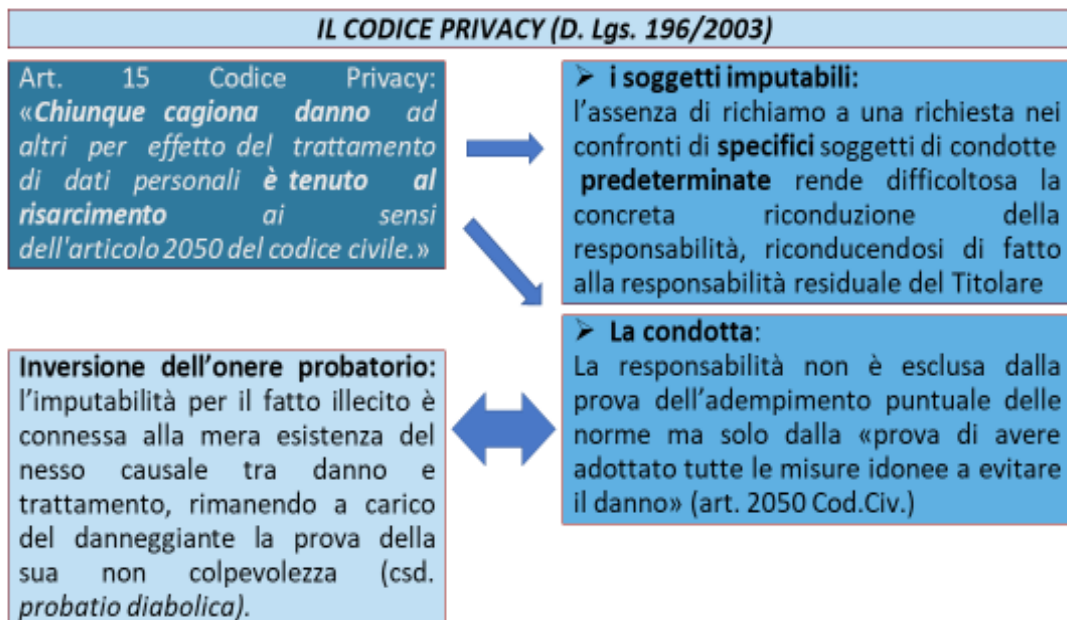 IL CODICE PRIVACY (D. Lgs. 196/2003)
Art. 15 Codice Privacy:
«Chiunque cagiona danno ad
altri per effetto del trattamento
di dati personali è tenuto al
risarcimento ai sensi
dell'articolo 2050 del codice civile.»
➢ i soggetti imputabili:
l'assenza di richiamo a una richiesta nei
confronti di specifici soggetti di condotte
predeterminate rende difficoltosa la
concreta riconduzione della
responsabilità, riconducendosi di fatto
alla responsabilità residuale del Titolare
➢ La condotta:
La responsabilità non è esclusa dalla
prova dell'adempimento puntuale delle
norme ma solo dalla «prova di avere
adottato tutte le misure idonee a evitare
il danno» (art. 2050 Cod.Civ.)
Inversione dell'onere probatorio:
l'imputabilità per il fatto illecito è
connessa alla mera esistenza del
nesso causale tra danno e
trattamento, rimanendo a carico
del danneggiante la prova della
sua non colpevolezza (csd.
probatio diabolica).